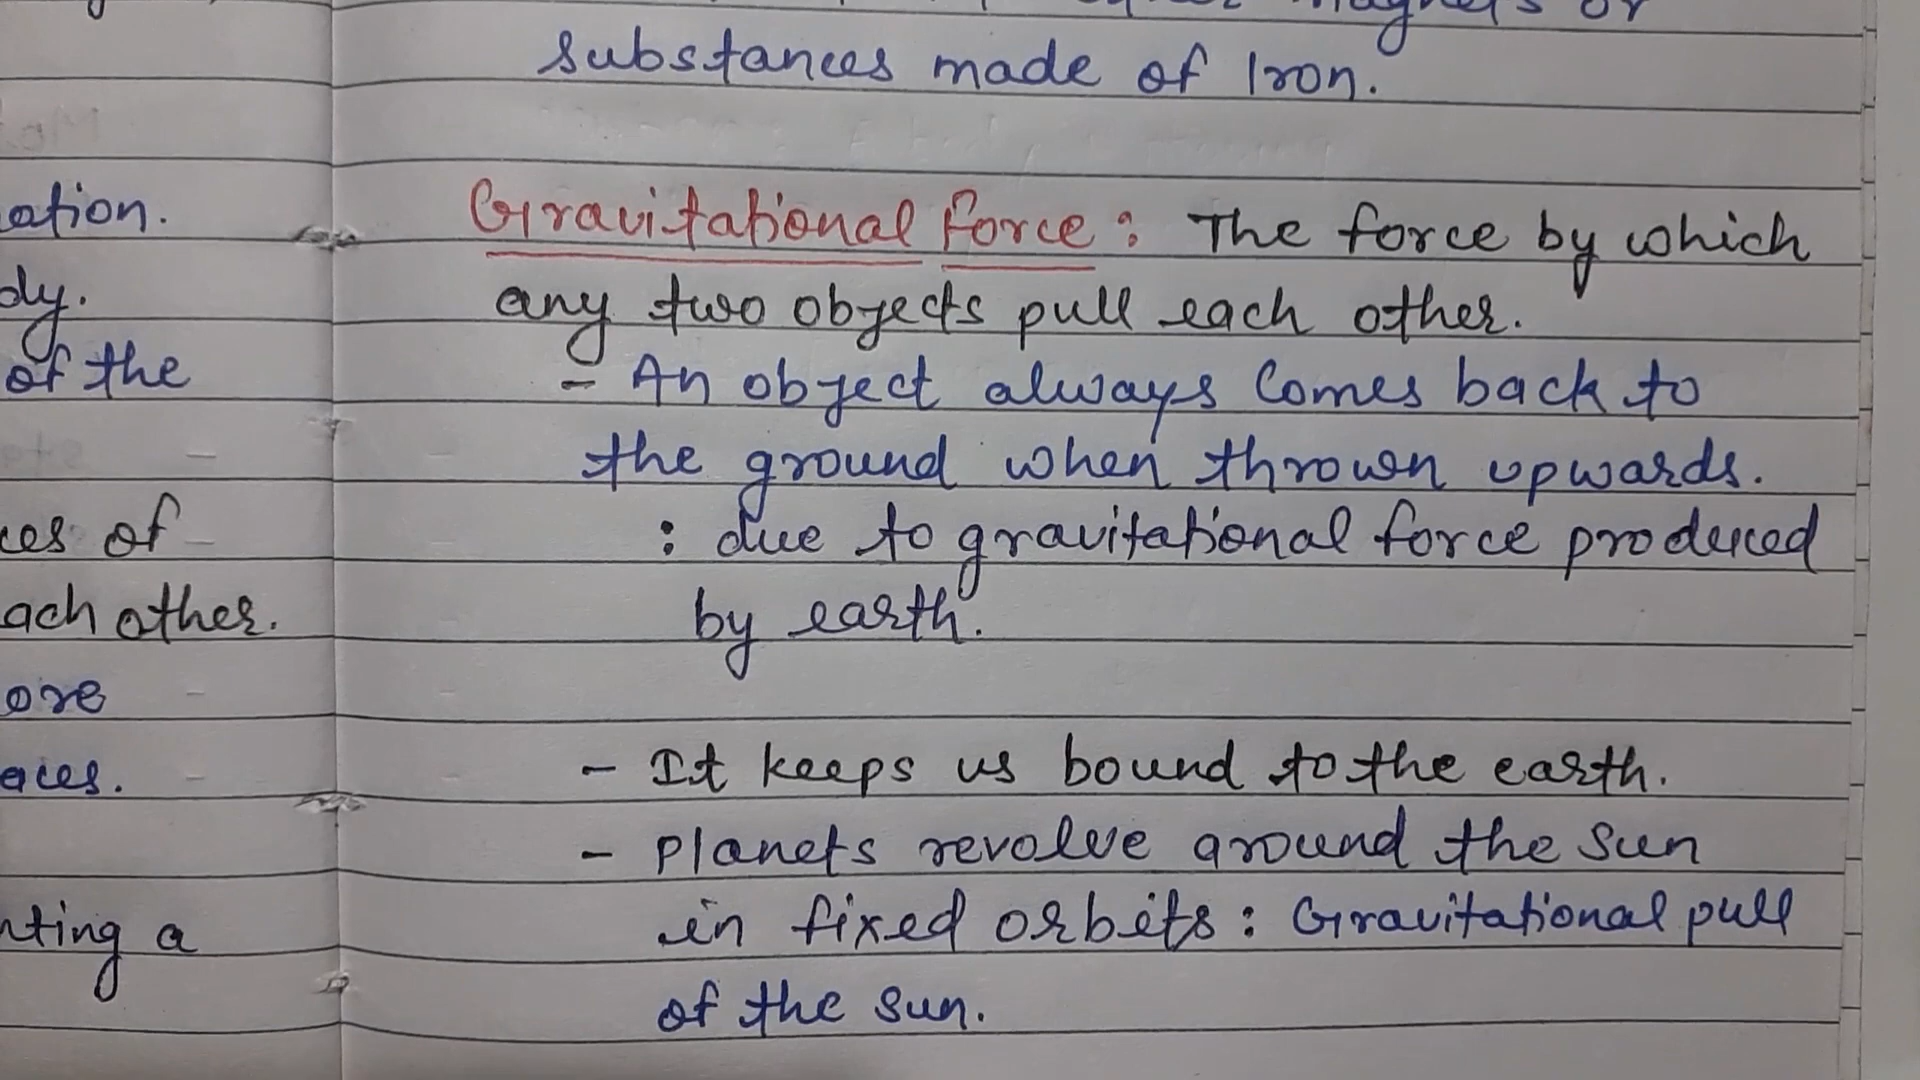 ation.
dy.
of the
ces of
ach other.
ore
aces.
nting a
magnets or
substances made of Iron.
Gravitational Force: The force by which
any two objects pull each other.
- An object always Comes back to
the ground when thrown upwards.
: due to gravitational force produced
by earth.
- It keeps us bound to the earth.
- Planets revolve around the sun
in fixed orbits: Gravitational pull
of the sun.